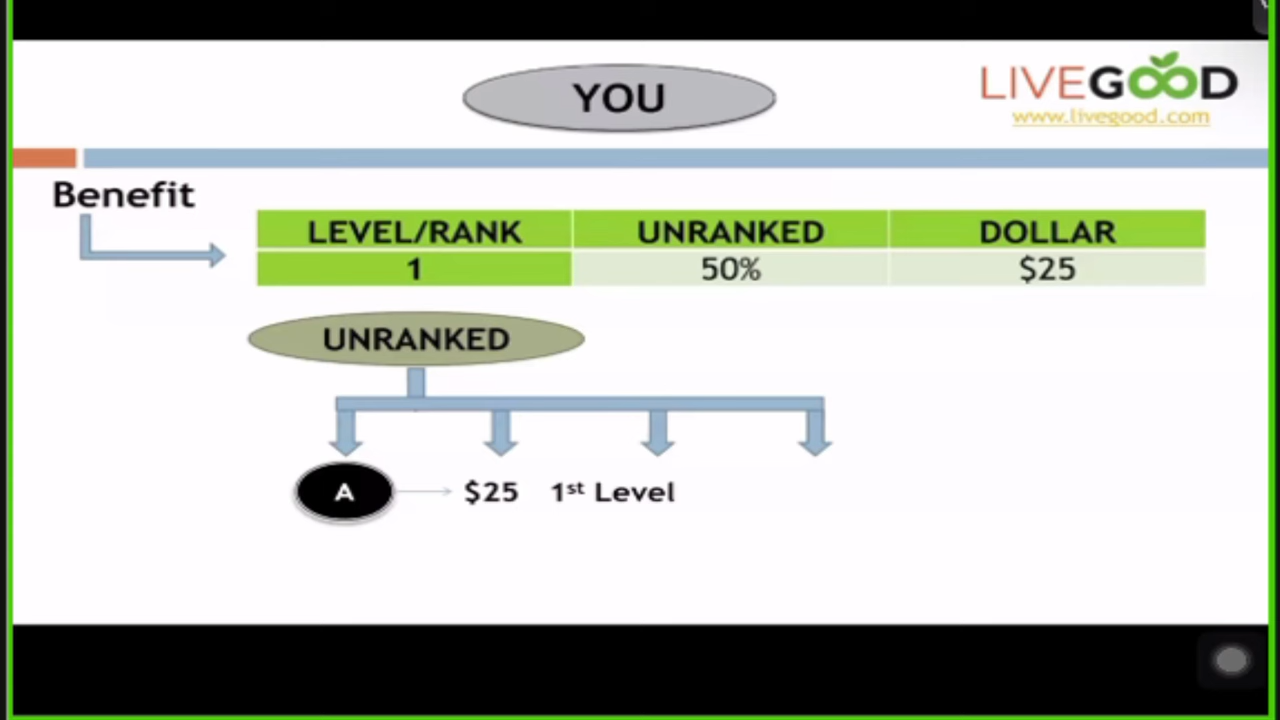 YOU
LIVEGOOD
www.livegood.com
Benefit
LEVEL/RANK UNRANKED DOLLAR
1 50% $25
UNRANKED
A $25 1st Level